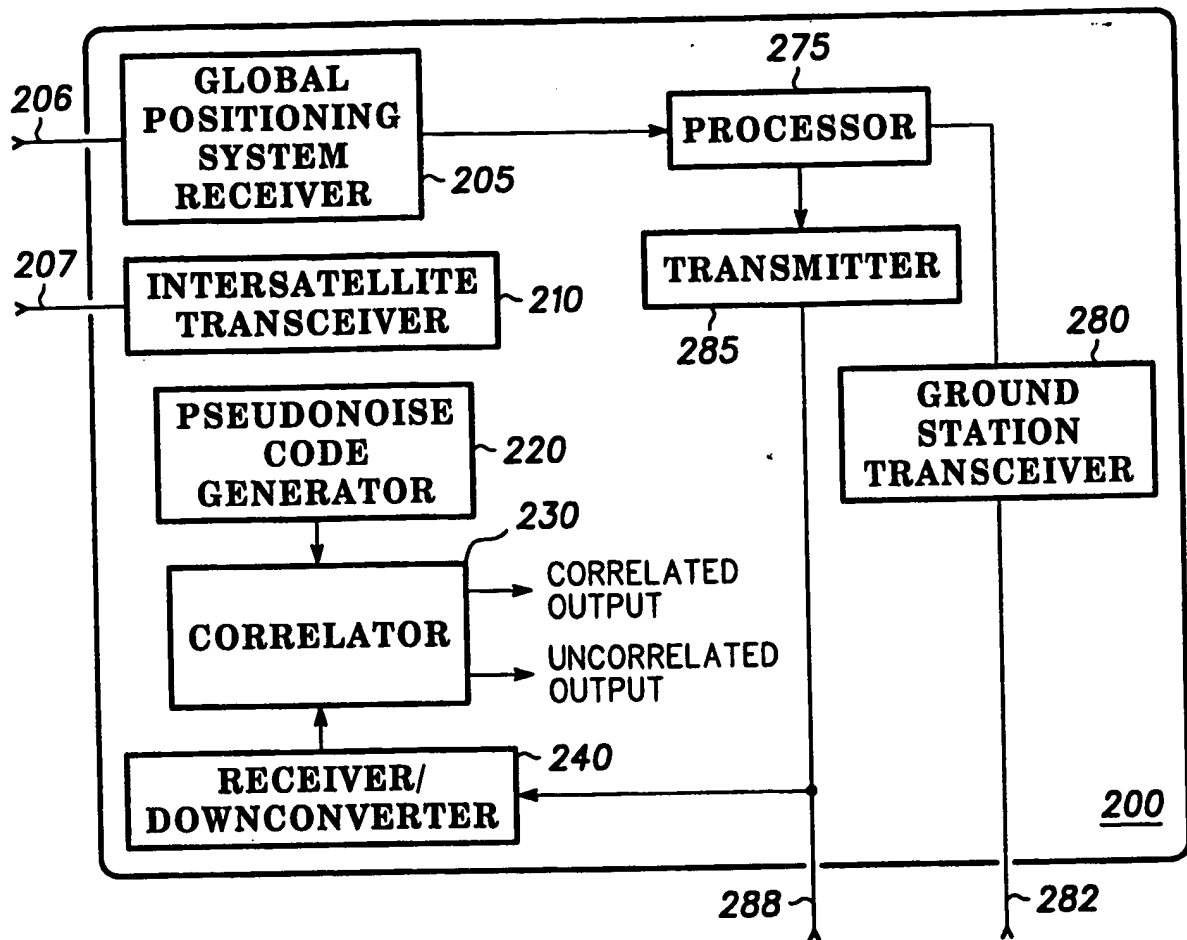 206
GLOBAL
POSITIONING
SYSTEM
RECEIVER
205
275
PROCESSOR
207
INTERSATELLITE
TRANSCEIVER
210
TRANSMITTER
285
280
GROUND
STATION
TRANSCEIVER
PSEUDONOISE
CODE
GENERATOR
220
230
CORRELATOR
CORRELATED
OUTPUT
UNCORRELATED
OUTPUT
240
RECEIVER/
DOWNCONVERTER
200
288
282